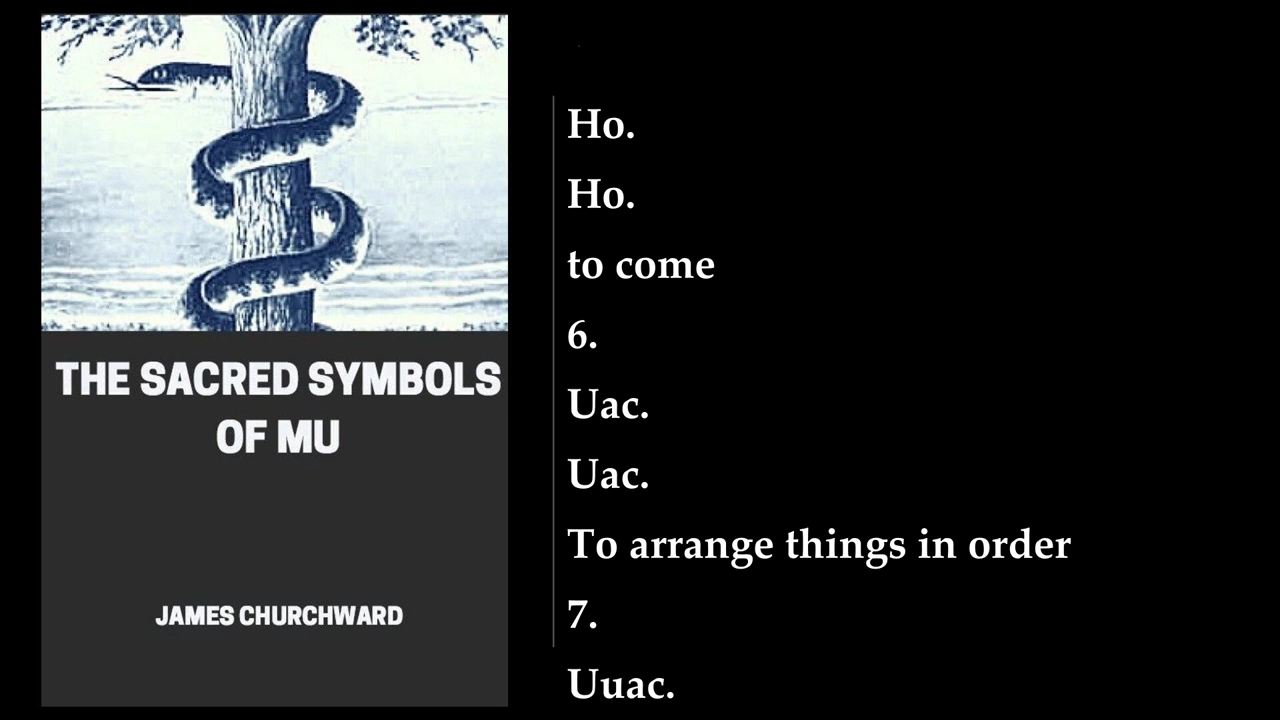 THE SACRED SYMBOLS
OF MU
JAMES CHURCHWARD
Ho.
Ho.
to come
6.
Uac.
Uac.
To arrange things in order
7.
Uuac.